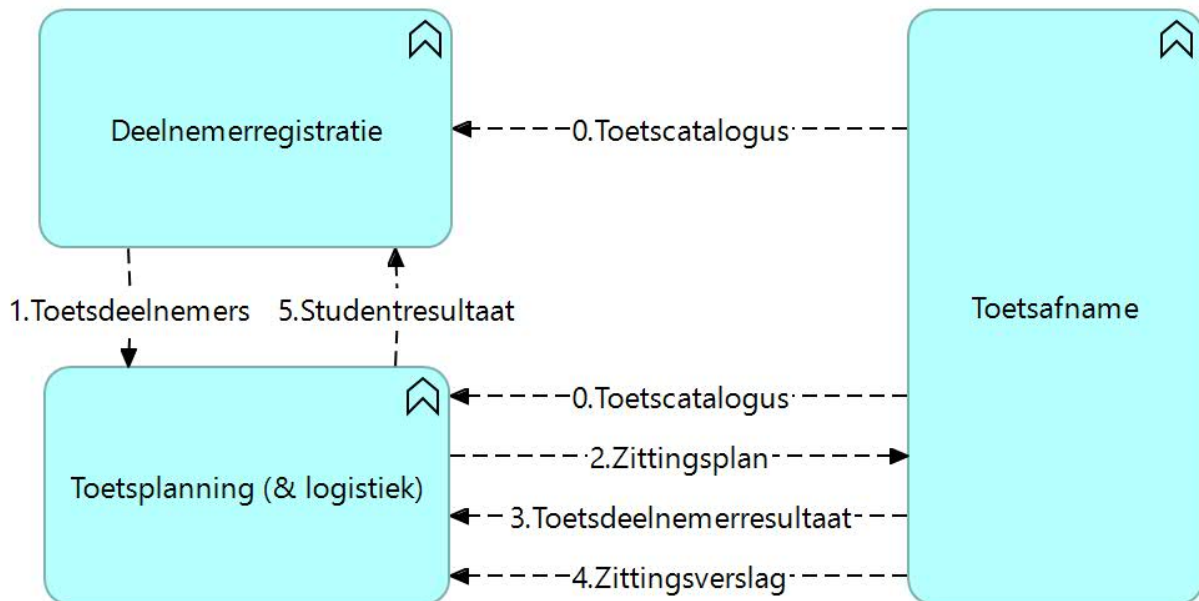 Deelnemerregistratie
0.Toetscatalogus
1.Toetsdeelnemers
5.Studentresultaat
Toetsafname
0.Toetscatalogus
2.Zittingsplan
Toetsplanning (& logistiek)
3.Toetsdeelnemerresultaat
4.Zittingsverslag